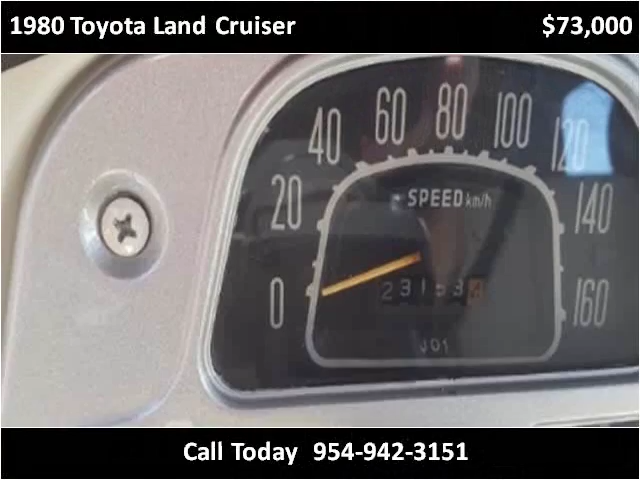 1980 Toyota Land Cruiser $73,000
0 20 40 60 80 100 120 140 160
SPEED km/h
J01
Call Today 954-942-3151